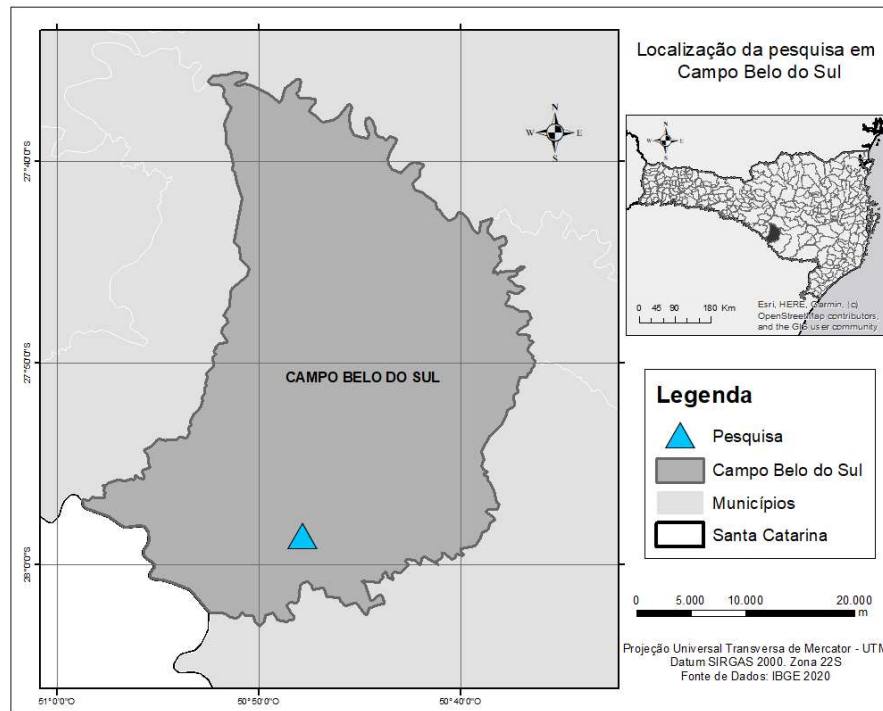 Localização da pesquisa em
Campo Belo do Sul
N
W
E
S
N
W
E
S
27°40'0"S
27°50'0"S
28°0'0"S
CAMPO BELO DO SUL
0 45 90 180 Km
Esri, HERE, Garmin, (c)
OpenStreetMap contributors,
and the GIS user community
Legenda
Pesquisa
Campo Belo do Sul
Municípios
Santa Catarina
0 5.000 10.000 20.000
m
Projeção Universal Transversa de Mercator - UTM
Datum SIRGAS 2000. Zona 22S
Fonte de Dados: IBGE 2020
51°0'0"O
50°50'0"O
50°40'0"O